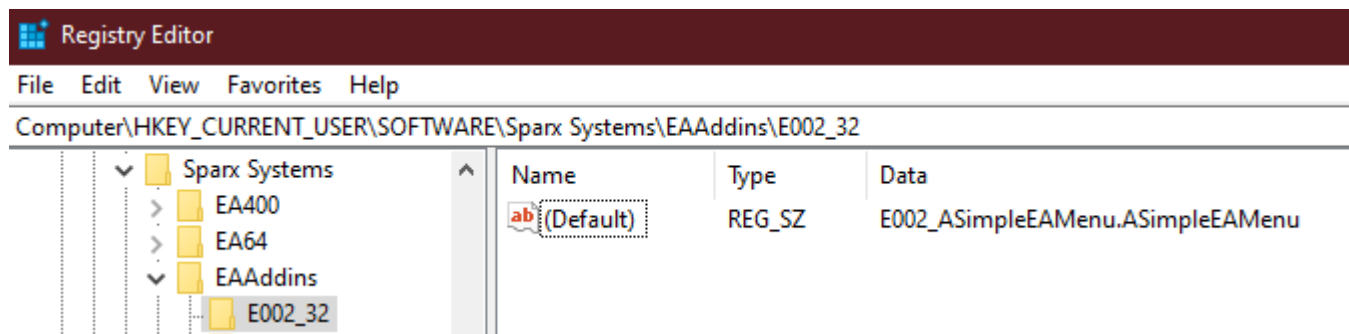 Registry Editor
File Edit View Favorites Help
Computer\HKEY_CURRENT_USER\SOFTWARE\Sparx Systems\EAAddins\E002_32
Sparx Systems
EA400
EA64
EAAddins
E002_32
Name Type Data
ab (Default) REG_SZ E002_ASimpleEAMenu.ASimpleEAMenu